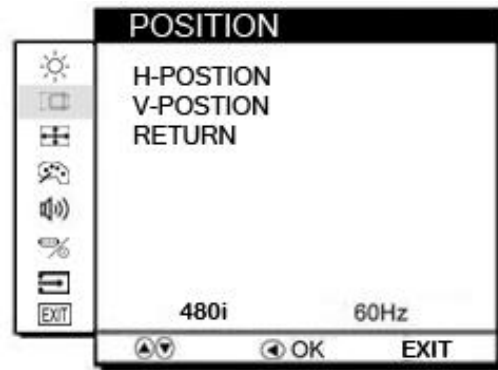 POSITION
H-POSTION
V-POSTION
RETURN
EXIT
480i 60Hz
OK EXIT